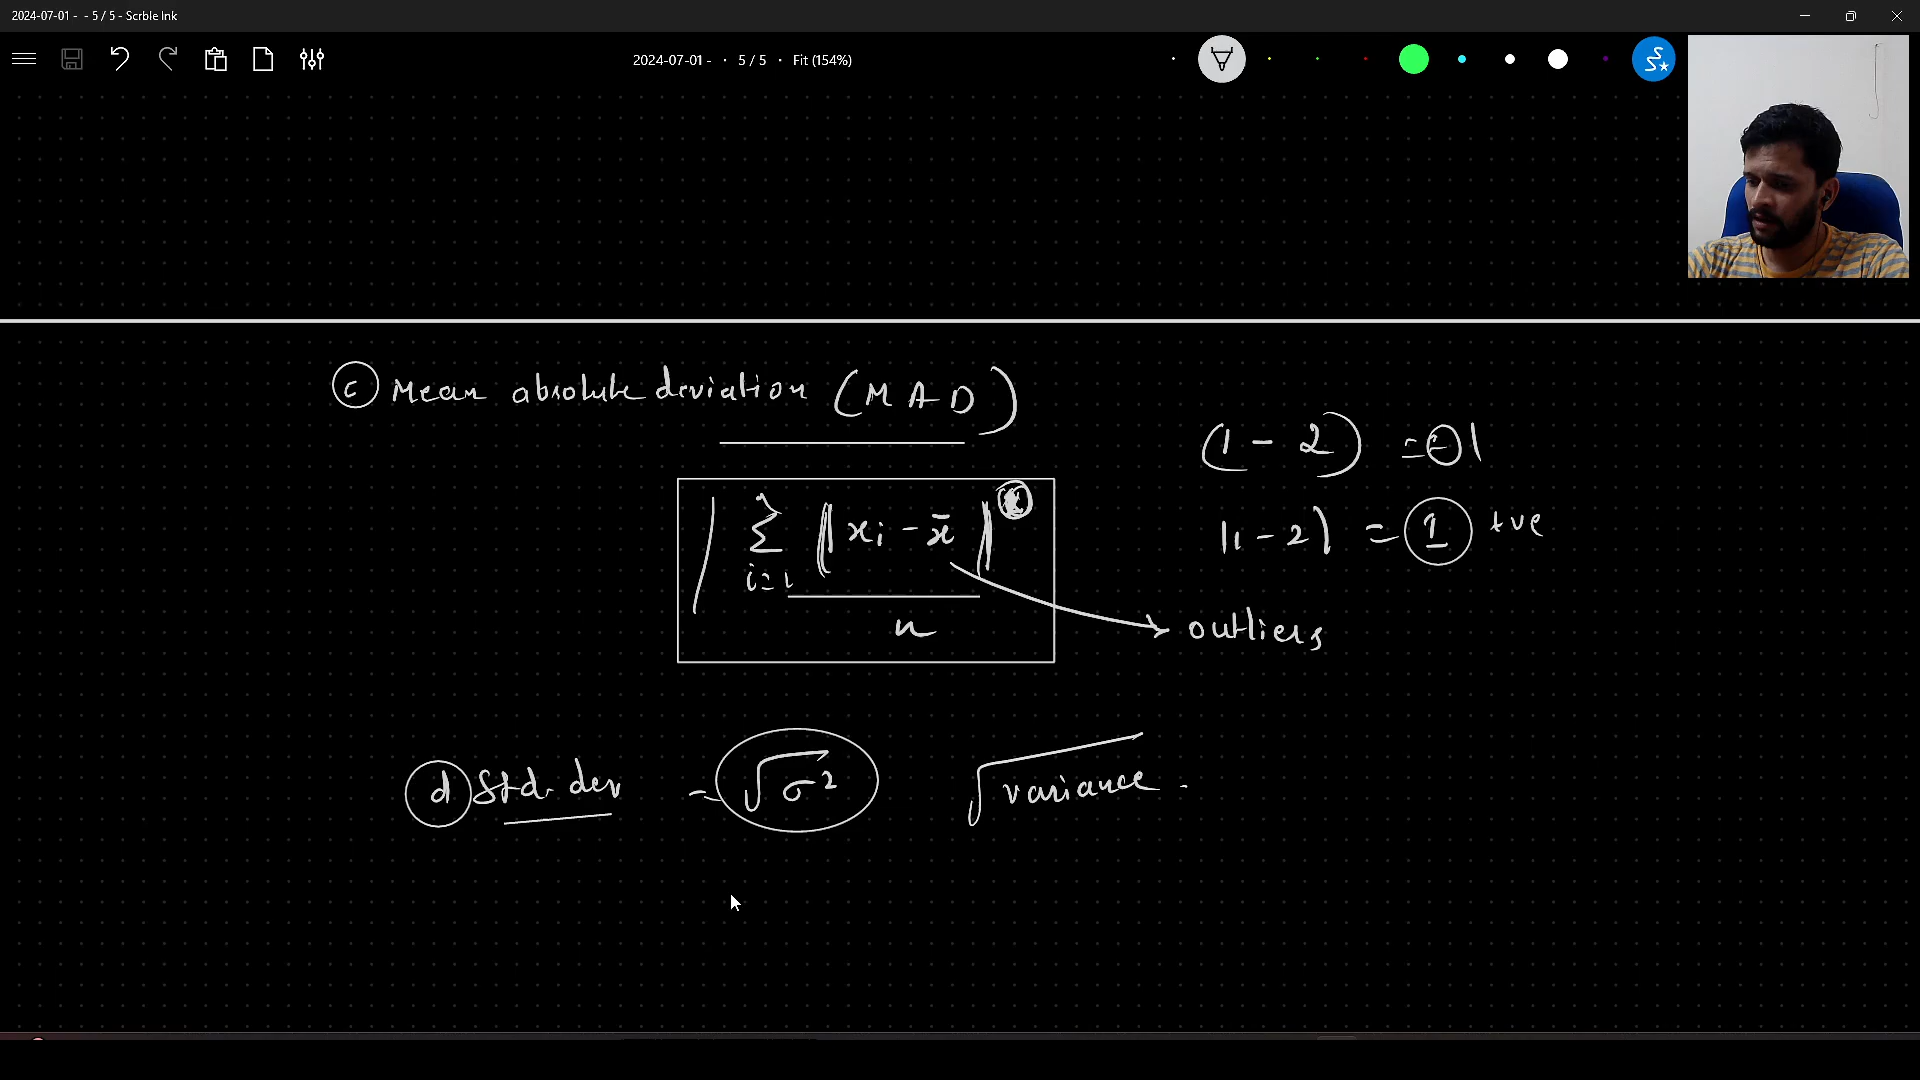 2024-07-01 - - 5 / 5 - Scrble Ink
2024-07-01 - • 5 / 5 • Fit (154%)
c Mean absolute deviation (MAD)
(1 - 2) = -1
|1 - 2| = 1 +ve
| Σ i=1 |xi - x̄|
n
outliers
d Std. dev = √σ² √variance .